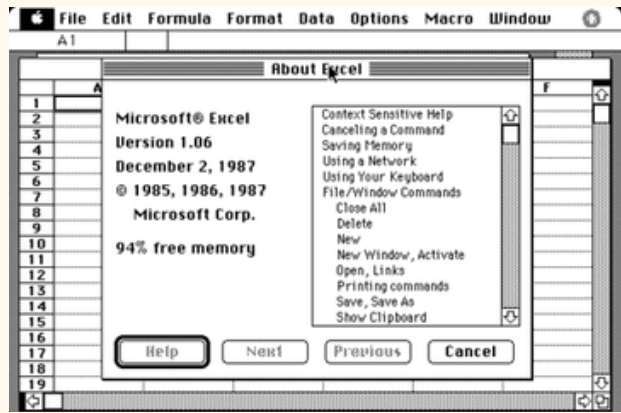 File Edit Formula Format Data Options Macro Window
A1
About Excel
A
F
1
2
3
4
5
6
7
8
9
10
11
12
13
14
15
16
17
18
19
Microsoft® Excel
Version 1.06
December 2, 1987
© 1985, 1986, 1987
Microsoft Corp.
94% free memory
Context Sensitive Help
Canceling a Command
Saving Memory
Using a Network
Using Your Keyboard
File/Window Commands
Close All
Delete
New
New Window, Activate
Open, Links
Printing commands
Save, Save As
Show Clipboard
Help Next Previous Cancel